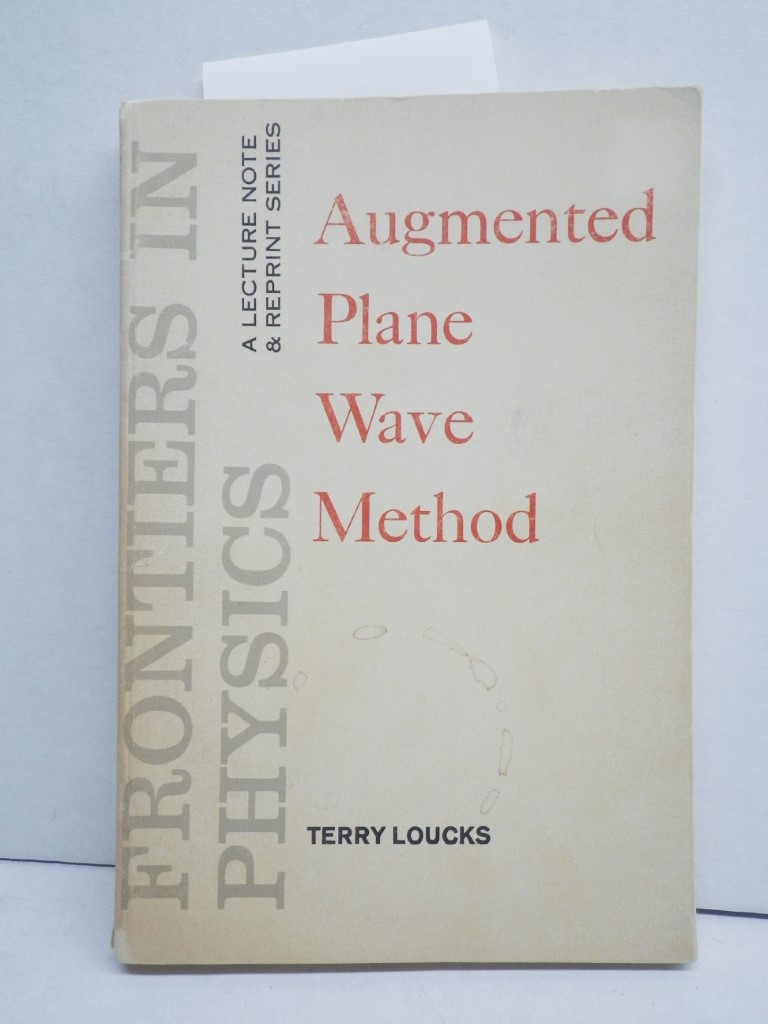 FRONTIERS IN
PHYSICS
A LECTURE NOTE
& REPRINT SERIES
Augmented
Plane
Wave
Method
TERRY LOUCKS